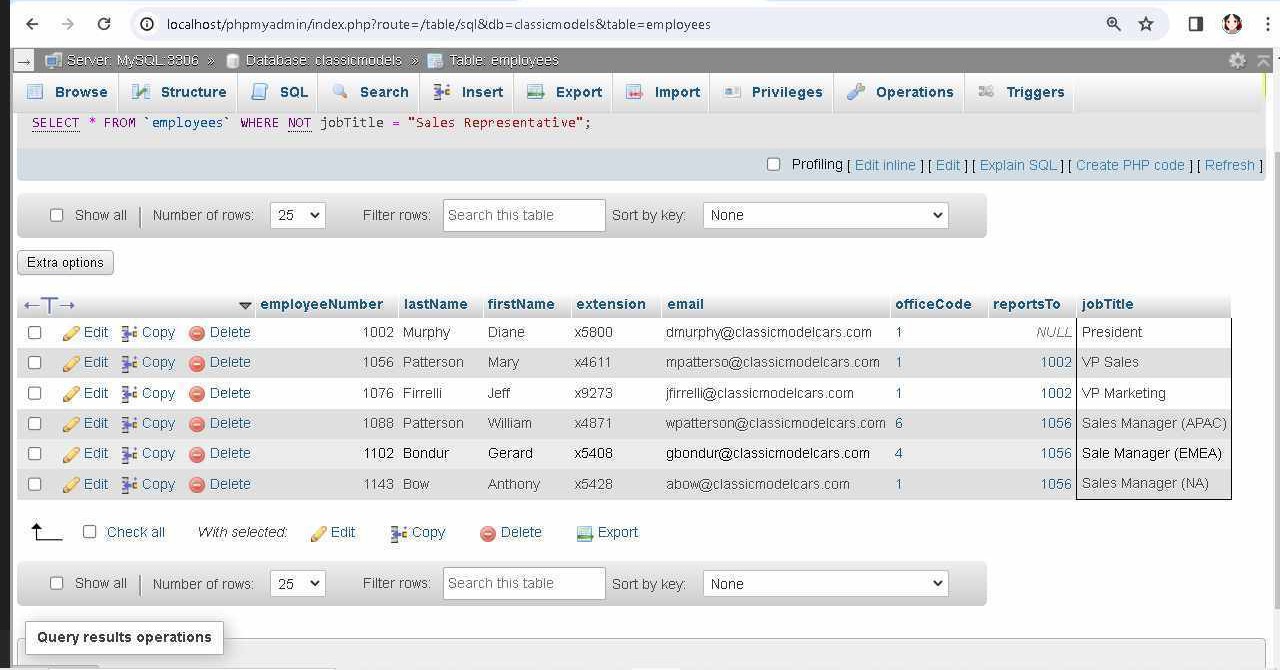 localhost/phpmyadmin/index.php?route=/table/sql&db=classicmodels&table=employees
Server: MySQL:3306 » Database: classicmodels » Table: employees
Browse Structure SQL Search Insert Export Import Privileges Operations Triggers
SELECT * FROM `employees` WHERE NOT jobTitle = "Sales Representative";
Profiling [ Edit inline ] [ Edit ] [ Explain SQL ] [ Create PHP code ] [ Refresh ]
Show all Number of rows: 25 Filter rows: Search this table Sort by key: None
Extra options
←T→ employeeNumber lastName firstName extension email officeCode reportsTo jobTitle
Edit Copy Delete 1002 Murphy Diane x5800 dmurphy@classicmodelcars.com 1 NULL President
Edit Copy Delete 1056 Patterson Mary x4611 mpatterso@classicmodelcars.com 1 1002 VP Sales
Edit Copy Delete 1076 Firrelli Jeff x9273 jfirrelli@classicmodelcars.com 1 1002 VP Marketing
Edit Copy Delete 1088 Patterson William x4871 wpatterson@classicmodelcars.com 6 1056 Sales Manager (APAC)
Edit Copy Delete 1102 Bondur Gerard x5408 gbondur@classicmodelcars.com 4 1056 Sale Manager (EMEA)
Edit Copy Delete 1143 Bow Anthony x5428 abow@classicmodelcars.com 1 1056 Sales Manager (NA)
Check all With selected: Edit Copy Delete Export
Show all Number of rows: 25 Filter rows: Search this table Sort by key: None
Query results operations